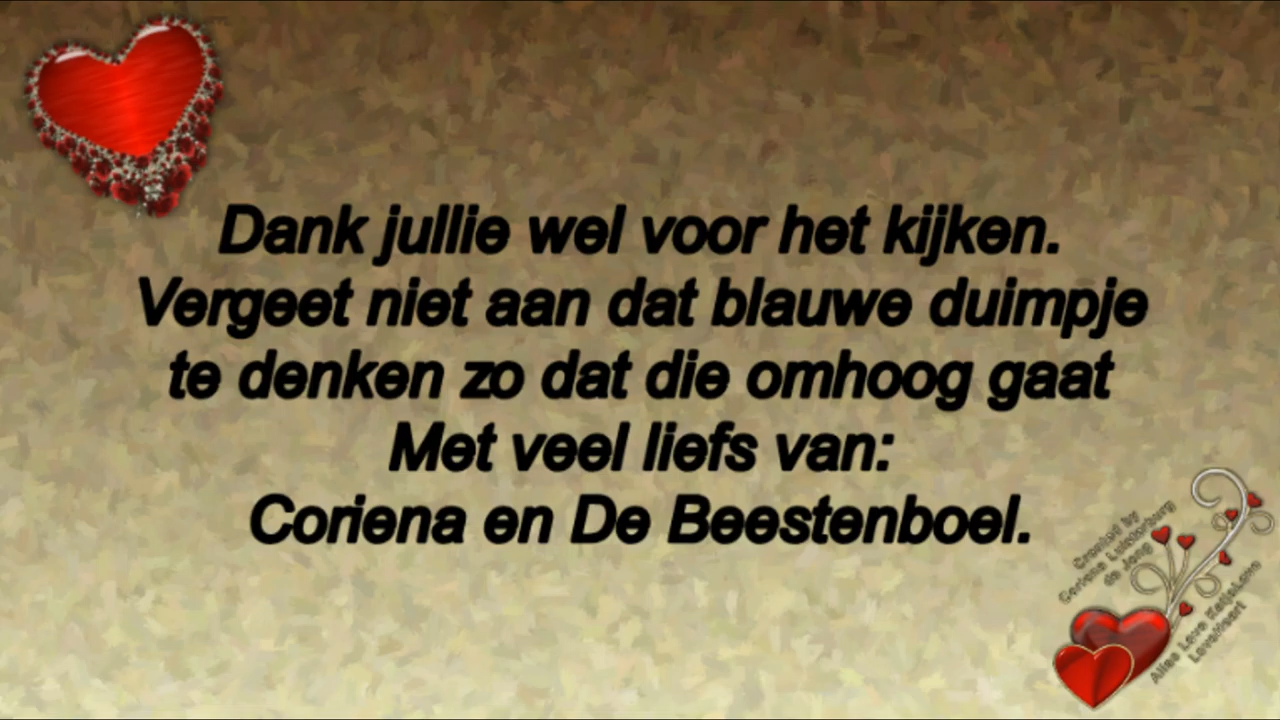 Dank jullie wel voor het kijken.
Vergeet niet aan dat blauwe duimpje
te denken zo dat die omhoog gaat
Met veel liefs van:
Coriena en De Beestenboel.
Created by
de Jong